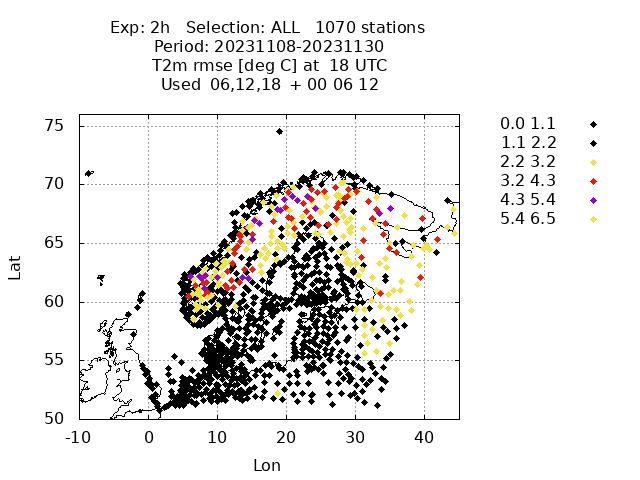 Exp: 2h   Selection: ALL   1070 stations
Period: 20231108-20231130
T2m rmse [deg C] at  18 UTC
Used  06,12,18  + 00 06 12
0.0 1.1
1.1 2.2
2.2 3.2
3.2 4.3
4.3 5.4
5.4 6.5
75
70
65
60
55
50
Lat
-10 0 10 20 30 40
Lon